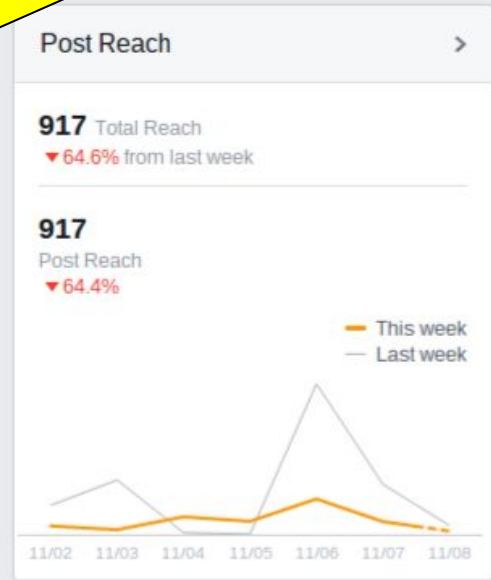 Post Reach
917 Total Reach
64.6% from last week
917
Post Reach
64.4%
This week
Last week
11/02 11/03 11/04 11/05 11/06 11/07 11/08